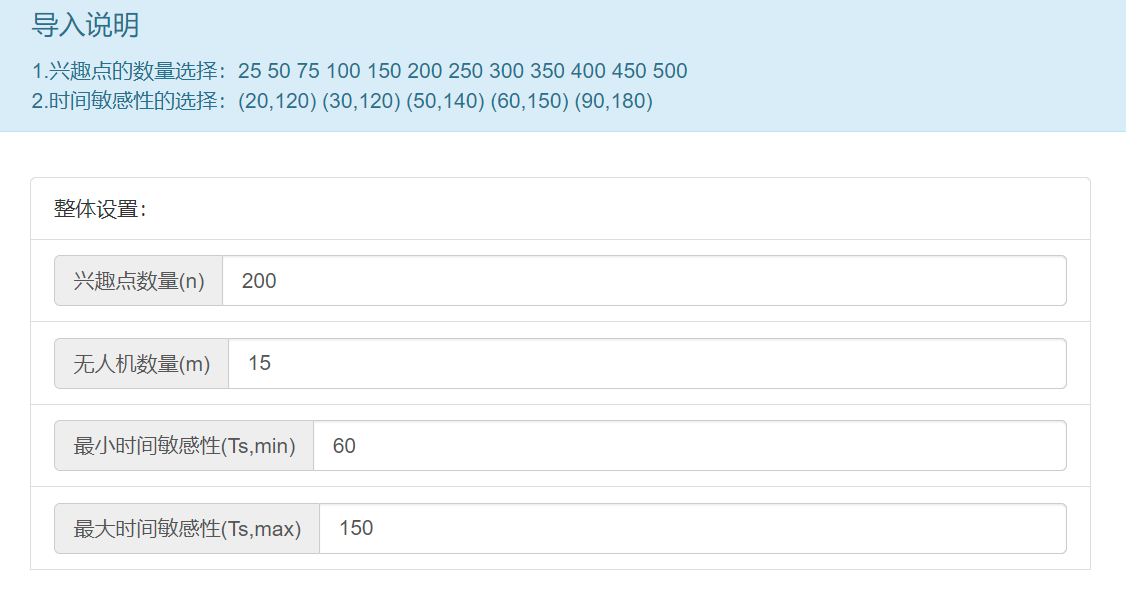 导入说明
1.兴趣点的数量选择：25 50 75 100 150 200 250 300 350 400 450 500
2.时间敏感性的选择：(20,120) (30,120) (50,140) (60,150) (90,180)
整体设置：
兴趣点数量(n) 200
无人机数量(m) 15
最小时间敏感性(Ts,min) 60
最大时间敏感性(Ts,max) 150